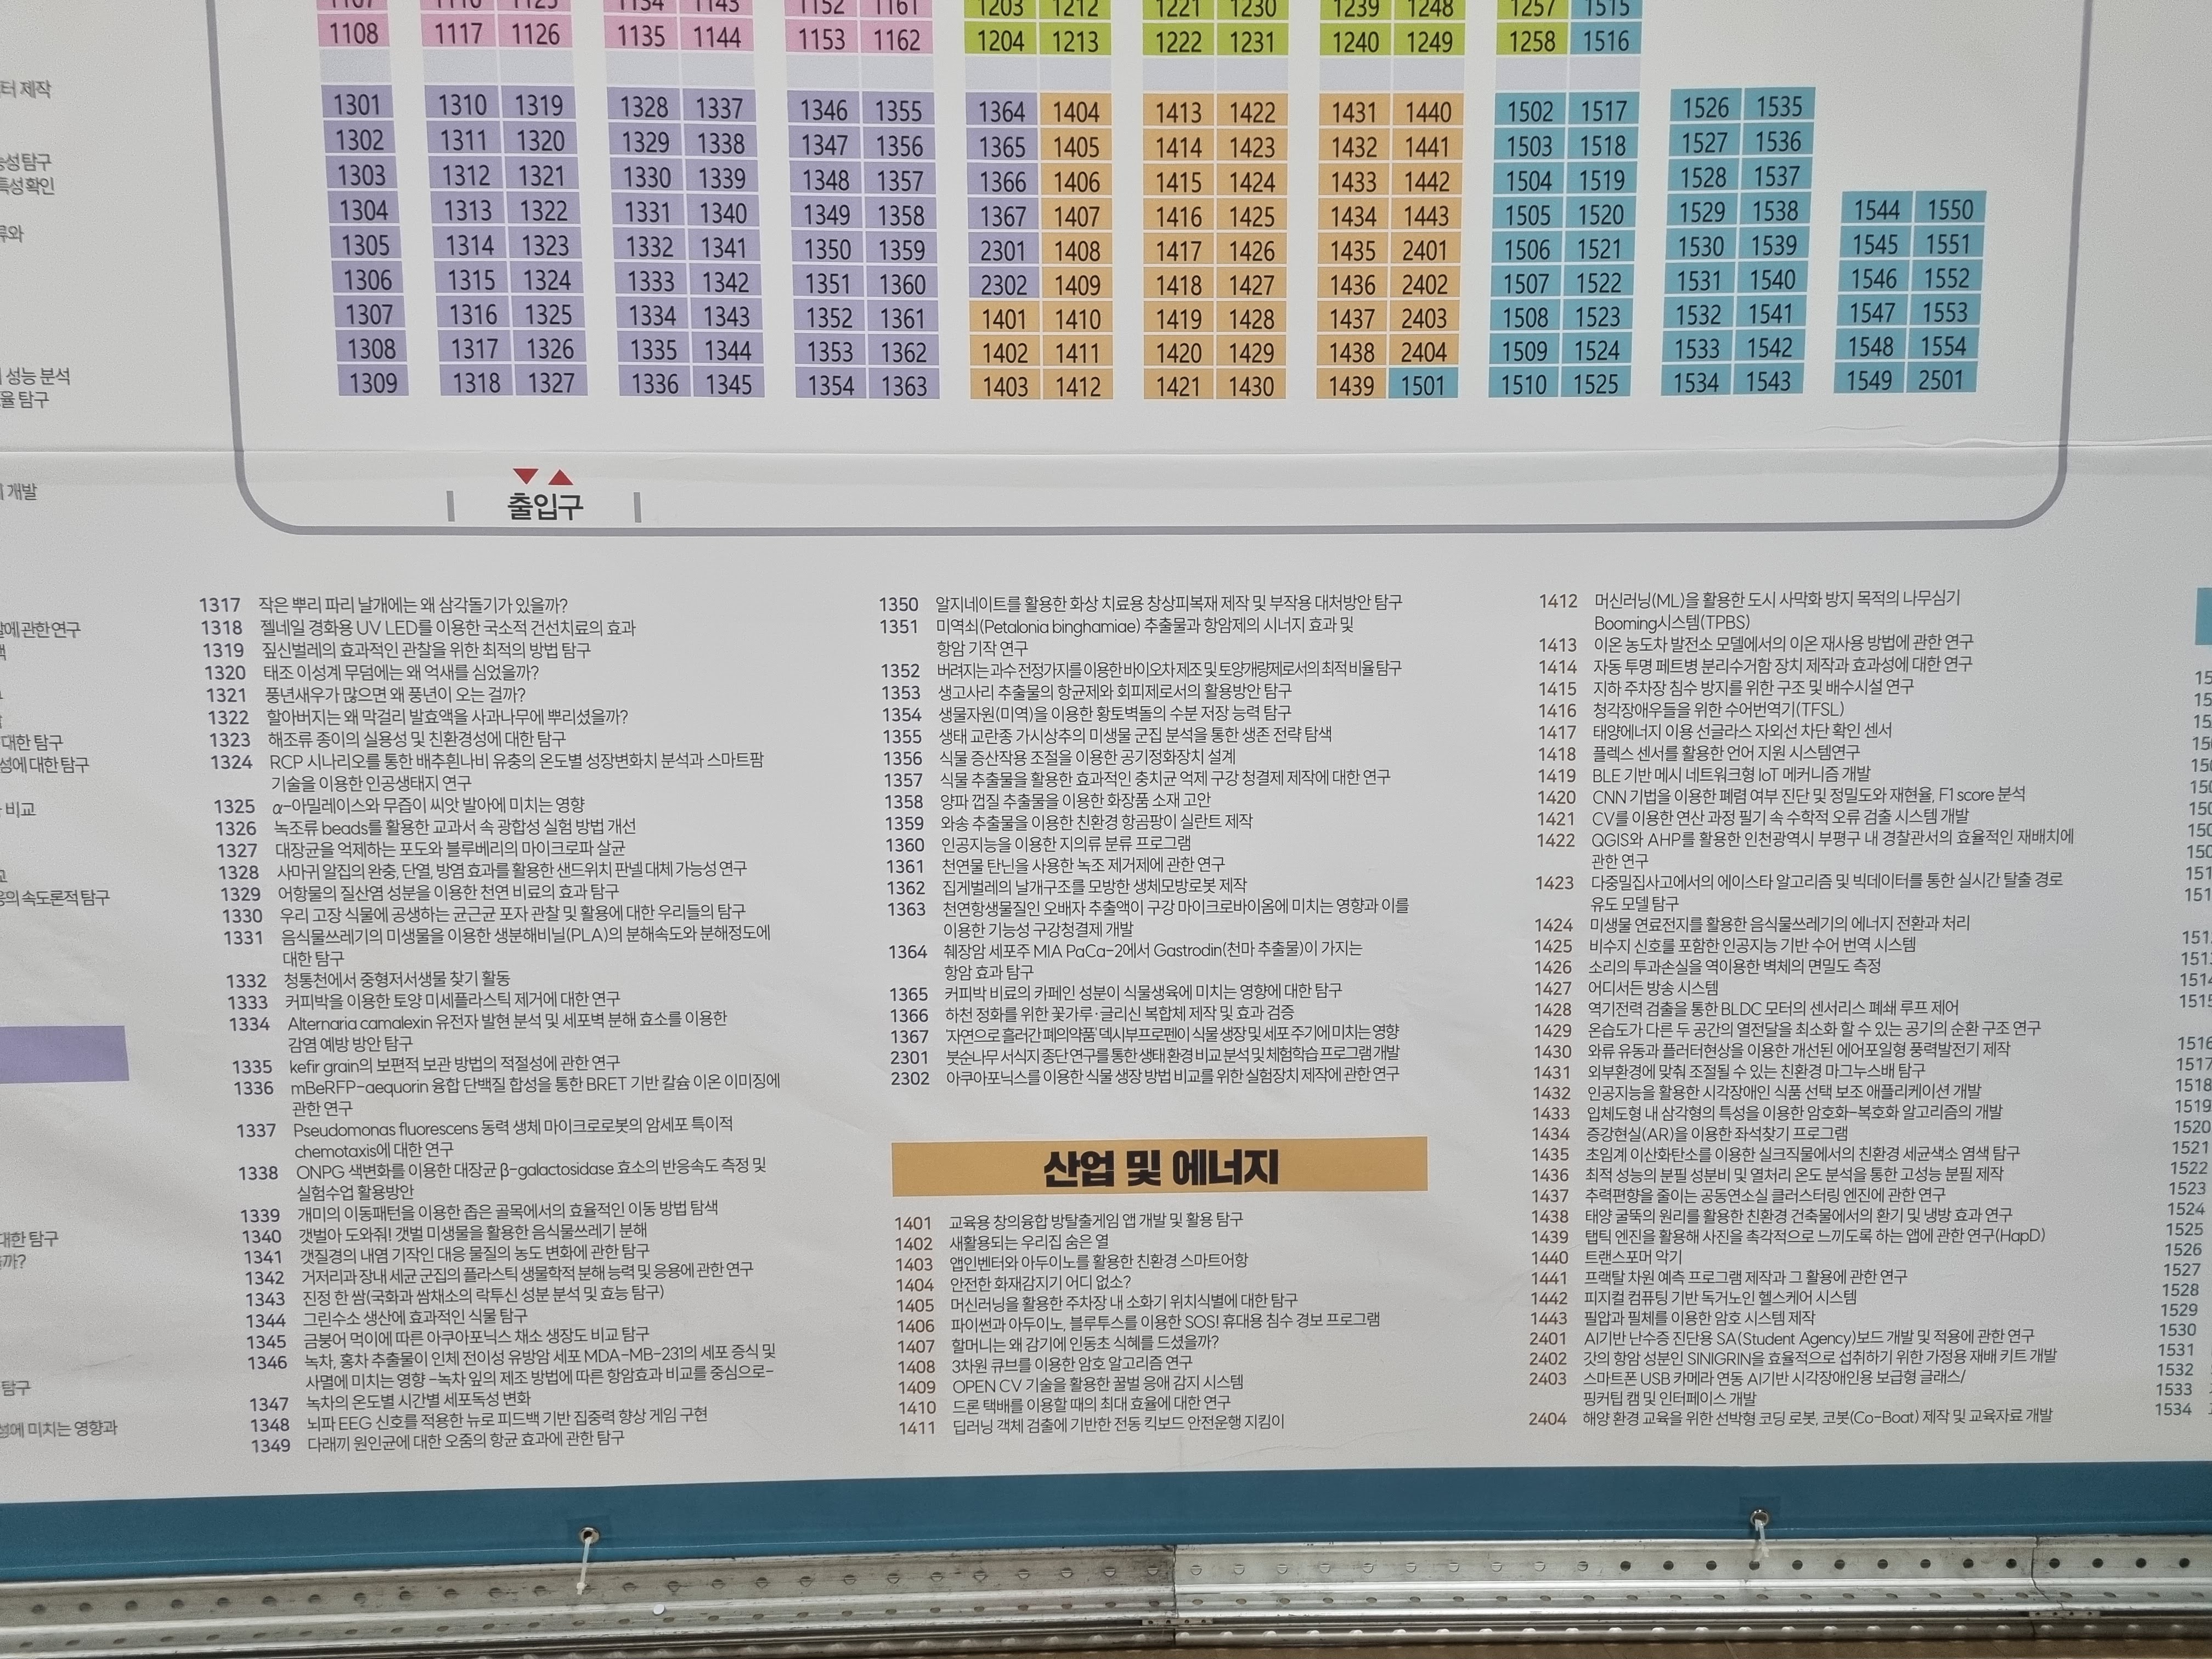 1108 1117 1126 1135 1144 1153 1162 1204 1213 1222 1231 1240 1249 1258 1516
1301 1310 1319 1328 1337 1346 1355 1364 1404 1413 1422 1431 1440 1502 1517 1526 1535
1302 1311 1320 1329 1338 1347 1356 1365 1405 1414 1423 1432 1441 1503 1518 1527 1536
1303 1312 1321 1330 1339 1348 1357 1366 1406 1415 1424 1433 1442 1504 1519 1528 1537
1304 1313 1322 1331 1340 1349 1358 1367 1407 1416 1425 1434 1443 1505 1520 1529 1538 1544 1550
1305 1314 1323 1332 1341 1350 1359 2301 1408 1417 1426 1435 2401 1506 1521 1530 1539 1545 1551
1306 1315 1324 1333 1342 1351 1360 2302 1409 1418 1427 1436 2402 1507 1522 1531 1540 1546 1552
1307 1316 1325 1334 1343 1352 1361 1401 1410 1419 1428 1437 2403 1508 1523 1532 1541 1547 1553
1308 1317 1326 1335 1344 1353 1362 1402 1411 1420 1429 1438 2404 1509 1524 1533 1542 1548 1554
1309 1318 1327 1336 1345 1354 1363 1403 1412 1421 1430 1439 1501 1510 1525 1534 1543 1549 2501
출입구
1317 작은 뿌리 파리 날개에는 왜 삼각돌기가 있을까?
1318 젤네일 경화용 UV LED를 이용한 국소적 건선치료의 효과
1319 짚신벌레의 효과적인 관찰을 위한 최적의 방법 탐구
1320 태조 이성계 무덤에는 왜 억새를 심었을까?
1321 풍년새우가 많으면 왜 풍년이 오는 걸까?
1322 할아버지는 왜 막걸리 발효액을 사과나무에 뿌리셨을까?
1323 해조류 종이의 실용성 및 친환경성에 대한 탐구
1324 RCP 시나리오를 통한 배추흰나비 유충의 온도별 성장변화치 분석과 스마트팜
기술을 이용한 인공생태지 연구
1325 α-아밀레이스와 무즙이 씨앗 발아에 미치는 영향
1326 녹조류 beads를 활용한 교과서 속 광합성 실험 방법 개선
1327 대장균을 억제하는 포도와 블루베리의 마이크로파 살균
1328 사마귀 알집의 완충, 단열, 방염 효과를 활용한 샌드위치 판넬 대체 가능성 연구
1329 어항물의 질산염 성분을 이용한 천연 비료의 효과 탐구
1330 우리 고장 식물에 공생하는 균근균 포자 관찰 및 활용에 대한 우리들의 탐구
1331 음식물쓰레기의 미생물을 이용한 생분해비닐(PLA)의 분해속도와 분해정도에
대한 탐구
1332 청통천에서 중형저서생물 찾기 활동
1333 커피박을 이용한 토양 미세플라스틱 제거에 대한 연구
1334 Alternaria camalexin 유전자 발현 분석 및 세포벽 분해 효소를 이용한
감염 예방 방안 탐구
1335 kefir grain의 보편적 보관 방법의 적절성에 관한 연구
1336 mBeRFP-aequorin 융합 단백질 합성을 통한 BRET 기반 칼슘 이온 이미징에
관한 연구
1337 Pseudomonas fluorescens 동력 생체 마이크로로봇의 암세포 특이적
chemotaxis에 대한 연구
1338 ONPG 색변화를 이용한 대장균 β-galactosidase 효소의 반응속도 측정 및
실험수업 활용방안
1339 개미의 이동패턴을 이용한 좁은 골목에서의 효율적인 이동 방법 탐색
1340 갯벌아 도와줘! 갯벌 미생물을 활용한 음식물쓰레기 분해
1341 갯질경의 내염 기작인 대응 물질의 농도 변화에 관한 탐구
1342 거저리과 장내 세균 군집의 플라스틱 생물학적 분해 능력 및 응용에 관한 연구
1343 진정 한 쌈(국화과 쌈채소의 락투신 성분 분석 및 효능 탐구)
1344 그린수소 생산에 효과적인 식물 탐구
1345 금붕어 먹이에 따른 아쿠아포닉스 채소 생장도 비교 탐구
1346 녹차, 홍차 추출물이 인체 전이성 유방암 세포 MDA-MB-231의 세포 증식 및
사멸에 미치는 영향 -녹차 잎의 제조 방법에 따른 항암효과 비교를 중심으로-
1347 녹차의 온도별 시간별 세포독성 변화
1348 뇌파 EEG 신호를 적용한 뉴로 피드백 기반 집중력 향상 게임 구현
1349 다래끼 원인균에 대한 오줌의 항균 효과에 관한 탐구
1350 알지네이트를 활용한 화상 치료용 창상피복재 제작 및 부작용 대처방안 탐구
1351 미역쇠(Petalonia binghamiae) 추출물과 항암제의 시너지 효과 및
항암 기작 연구
1352 버려지는 과수 전정가지를 이용한 바이오차 제조 및 토양개량제로서의 최적 비율 탐구
1353 생고사리 추출물의 항균제와 회피제로서의 활용방안 탐구
1354 생물자원(미역)을 이용한 황토벽돌의 수분 저장 능력 탐구
1355 생태 교란종 가시상추의 미생물 군집 분석을 통한 생존 전략 탐색
1356 식물 증산작용 조절을 이용한 공기정화장치 설계
1357 식물 추출물을 활용한 효과적인 충치균 억제 구강 청결제 제작에 대한 연구
1358 양파 껍질 추출물을 이용한 화장품 소재 고안
1359 와송 추출물을 이용한 친환경 항곰팡이 실란트 제작
1360 인공지능을 이용한 지의류 분류 프로그램
1361 천연물 탄닌을 사용한 녹조 제거제에 관한 연구
1362 집게벌레의 날개구조를 모방한 생체모방로봇 제작
1363 천연항생물질인 오배자 추출액이 구강 마이크로바이옴에 미치는 영향과 이를
이용한 기능성 구강청결제 개발
1364 췌장암 세포주 MIA PaCa-2에서 Gastrodin(천마 추출물)이 가지는
항암 효과 탐구
1365 커피박 비료의 카페인 성분이 식물생육에 미치는 영향에 대한 탐구
1366 하천 정화를 위한 꽃가루·글리신 복합체 제작 및 효과 검증
1367 '자연으로 흘러간 폐의약품' 덱시부프로펜이 식물 생장 및 세포 주기에 미치는 영향
2301 붓순나무 서식지 종단 연구를 통한 생태 환경 비교 분석 및 체험학습 프로그램 개발
2302 아쿠아포닉스를 이용한 식물 생장 방법 비교를 위한 실험장치 제작에 관한 연구
산업 및 에너지
1401 교육용 창의융합 방탈출게임 앱 개발 및 활용 탐구
1402 새활용되는 우리집 숨은 열
1403 앱인벤터와 아두이노를 활용한 친환경 스마트어항
1404 안전한 화재감지기 어디 없소?
1405 머신러닝을 활용한 주차장 내 소화기 위치식별에 대한 탐구
1406 파이썬과 아두이노, 블루투스를 이용한 SOS! 휴대용 침수 경보 프로그램
1407 할머니는 왜 감기에 인동초 식혜를 드셨을까?
1408 3차원 큐브를 이용한 암호 알고리즘 연구
1409 OPEN CV 기술을 활용한 꿀벌 응애 감지 시스템
1410 드론 택배를 이용할 때의 최대 효율에 대한 연구
1411 딥러닝 객체 검출에 기반한 전동 킥보드 안전운행 지킴이
1412 머신러닝(ML)을 활용한 도시 사막화 방지 목적의 나무심기
Booming시스템(TPBS)
1413 이온 농도차 발전소 모델에서의 이온 재사용 방법에 관한 연구
1414 자동 투명 페트병 분리수거함 장치 제작과 효과성에 대한 연구
1415 지하 주차장 침수 방지를 위한 구조 및 배수시설 연구
1416 청각장애우들을 위한 수어번역기(TFSL)
1417 태양에너지 이용 선글라스 자외선 차단 확인 센서
1418 플렉스 센서를 활용한 언어 지원 시스템연구
1419 BLE 기반 메시 네트워크형 IoT 메커니즘 개발
1420 CNN 기법을 이용한 폐렴 여부 진단 및 정밀도와 재현율, F1 score 분석
1421 CV를 이용한 연산 과정 필기 속 수학적 오류 검출 시스템 개발
1422 QGIS와 AHP를 활용한 인천광역시 부평구 내 경찰관서의 효율적인 재배치에
관한 연구
1423 다중밀집사고에서의 에이스타 알고리즘 및 빅데이터를 통한 실시간 탈출 경로
유도 모델 탐구
1424 미생물 연료전지를 활용한 음식물쓰레기의 에너지 전환과 처리
1425 비수지 신호를 포함한 인공지능 기반 수어 번역 시스템
1426 소리의 투과손실을 역이용한 벽체의 면밀도 측정
1427 어디서든 방송 시스템
1428 역기전력 검출을 통한 BLDC 모터의 센서리스 폐쇄 루프 제어
1429 온습도가 다른 두 공간의 열전달을 최소화 할 수 있는 공기의 순환 구조 연구
1430 와류 유동과 플러터현상을 이용한 개선된 에어포일형 풍력발전기 제작
1431 외부환경에 맞춰 조절될 수 있는 친환경 마그누스배 탐구
1432 인공지능을 이용한 시각장애인 식품 선택 보조 애플리케이션 개발
1433 입체도형 내 삼각형의 특성을 이용한 암호화-복호화 알고리즘의 개발
1434 증강현실(AR)을 이용한 좌석찾기 프로그램
1435 초임계 이산화탄소를 이용한 실크직물에서의 친환경 세균색소 염색 탐구
1436 최적 성능의 분필 성분비 및 열처리 온도 분석을 통한 고성능 분필 제작
1437 추력편향을 줄이는 공동연소실 클러스터링 엔진에 관한 연구
1438 태양 굴뚝의 원리를 활용한 친환경 건축물에서의 환기 및 냉방 효과 연구
1439 탭틱 엔진을 활용해 사진을 촉각적으로 느끼도록 하는 앱에 관한 연구(HapD)
1440 트랜스포머 악기
1441 프랙탈 차원 예측 프로그램 제작과 그 활용에 관한 연구
1442 피지컬 컴퓨팅 기반 독거노인 헬스케어 시스템
1443 필압과 필체를 이용한 암호 시스템 제작
2401 AI기반 난수증 진단용 SA(Student Agency)보드 개발 및 적용에 관한 연구
2402 갓의 항암 성분인 SINIGRIN을 효율적으로 섭취하기 위한 가정용 재배 키트 개발
2403 스마트폰 USB 카메라 연동 AI기반 시각장애인용 보급형 글래스/
핑커팁 캠 및 인터페이스 개발
2404 해양 환경 교육을 위한 선박형 코딩 로봇, 코봇(Co-Boat) 제작 및 교육자료 개발